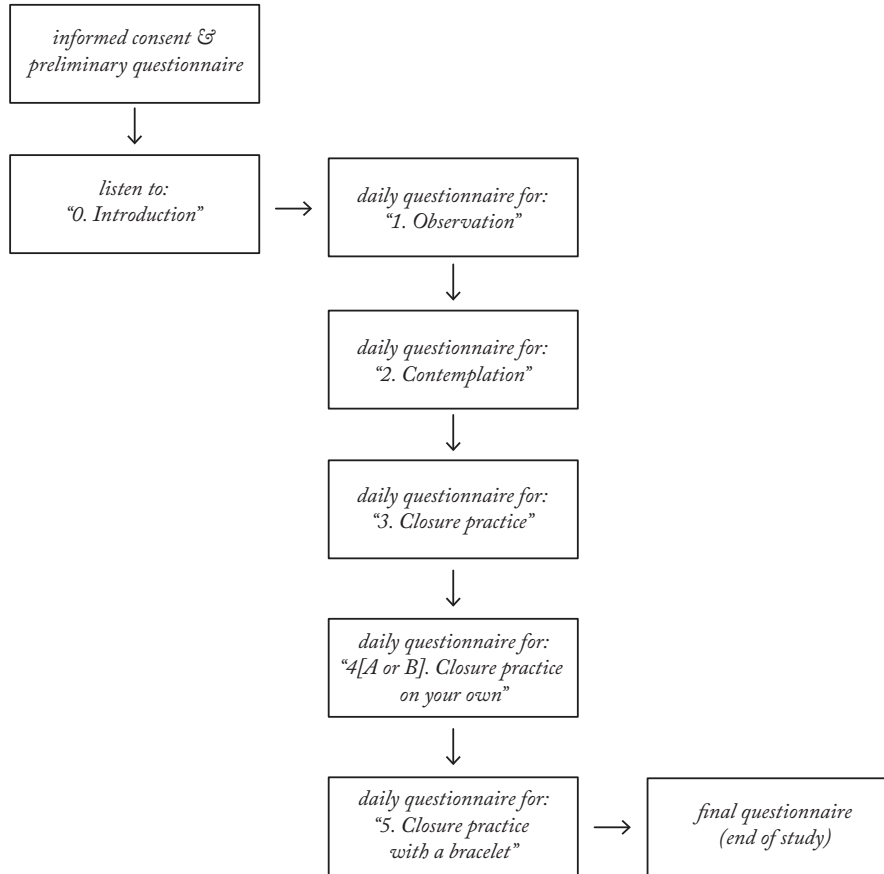 informed consent &
preliminary questionnaire
listen to:
“0. Introduction”
daily questionnaire for:
“1. Observation”
daily questionnaire for:
“2. Contemplation”
daily questionnaire for:
“3. Closure practice”
daily questionnaire for:
“4[A or B]. Closure practice
on your own”
daily questionnaire for:
“5. Closure practice
with a bracelet”
final questionnaire
(end of study)